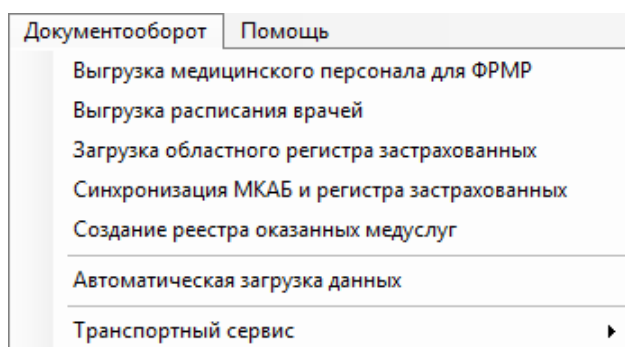 Документооборот Помощь
Выгрузка медицинского персонала для ФРМР
Выгрузка расписания врачей
Загрузка областного регистра застрахованных
Синхронизация МКАБ и регистра застрахованных
Создание реестра оказанных медуслуг
Автоматическая загрузка данных
Транспортный сервис